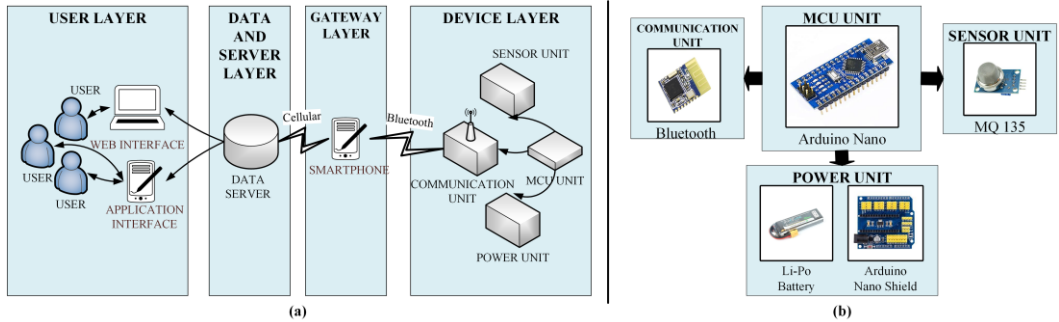 USER LAYER
USER
WEB INTERFACE
USER
USER
APPLICATION
INTERFACE
DATA
AND
SERVER
LAYER
DATA
SERVER
Cellular
GATEWAY
LAYER
SMARTPHONE
Bluetooth
DEVICE LAYER
SENSOR UNIT
COMMUNICATION
UNIT
MCU UNIT
POWER UNIT
(a)
COMMUNICATION
UNIT
Bluetooth
MCU UNIT
Arduino Nano
SENSOR UNIT
MQ 135
POWER UNIT
Li-Po
Battery
Arduino
Nano Shield
(b)